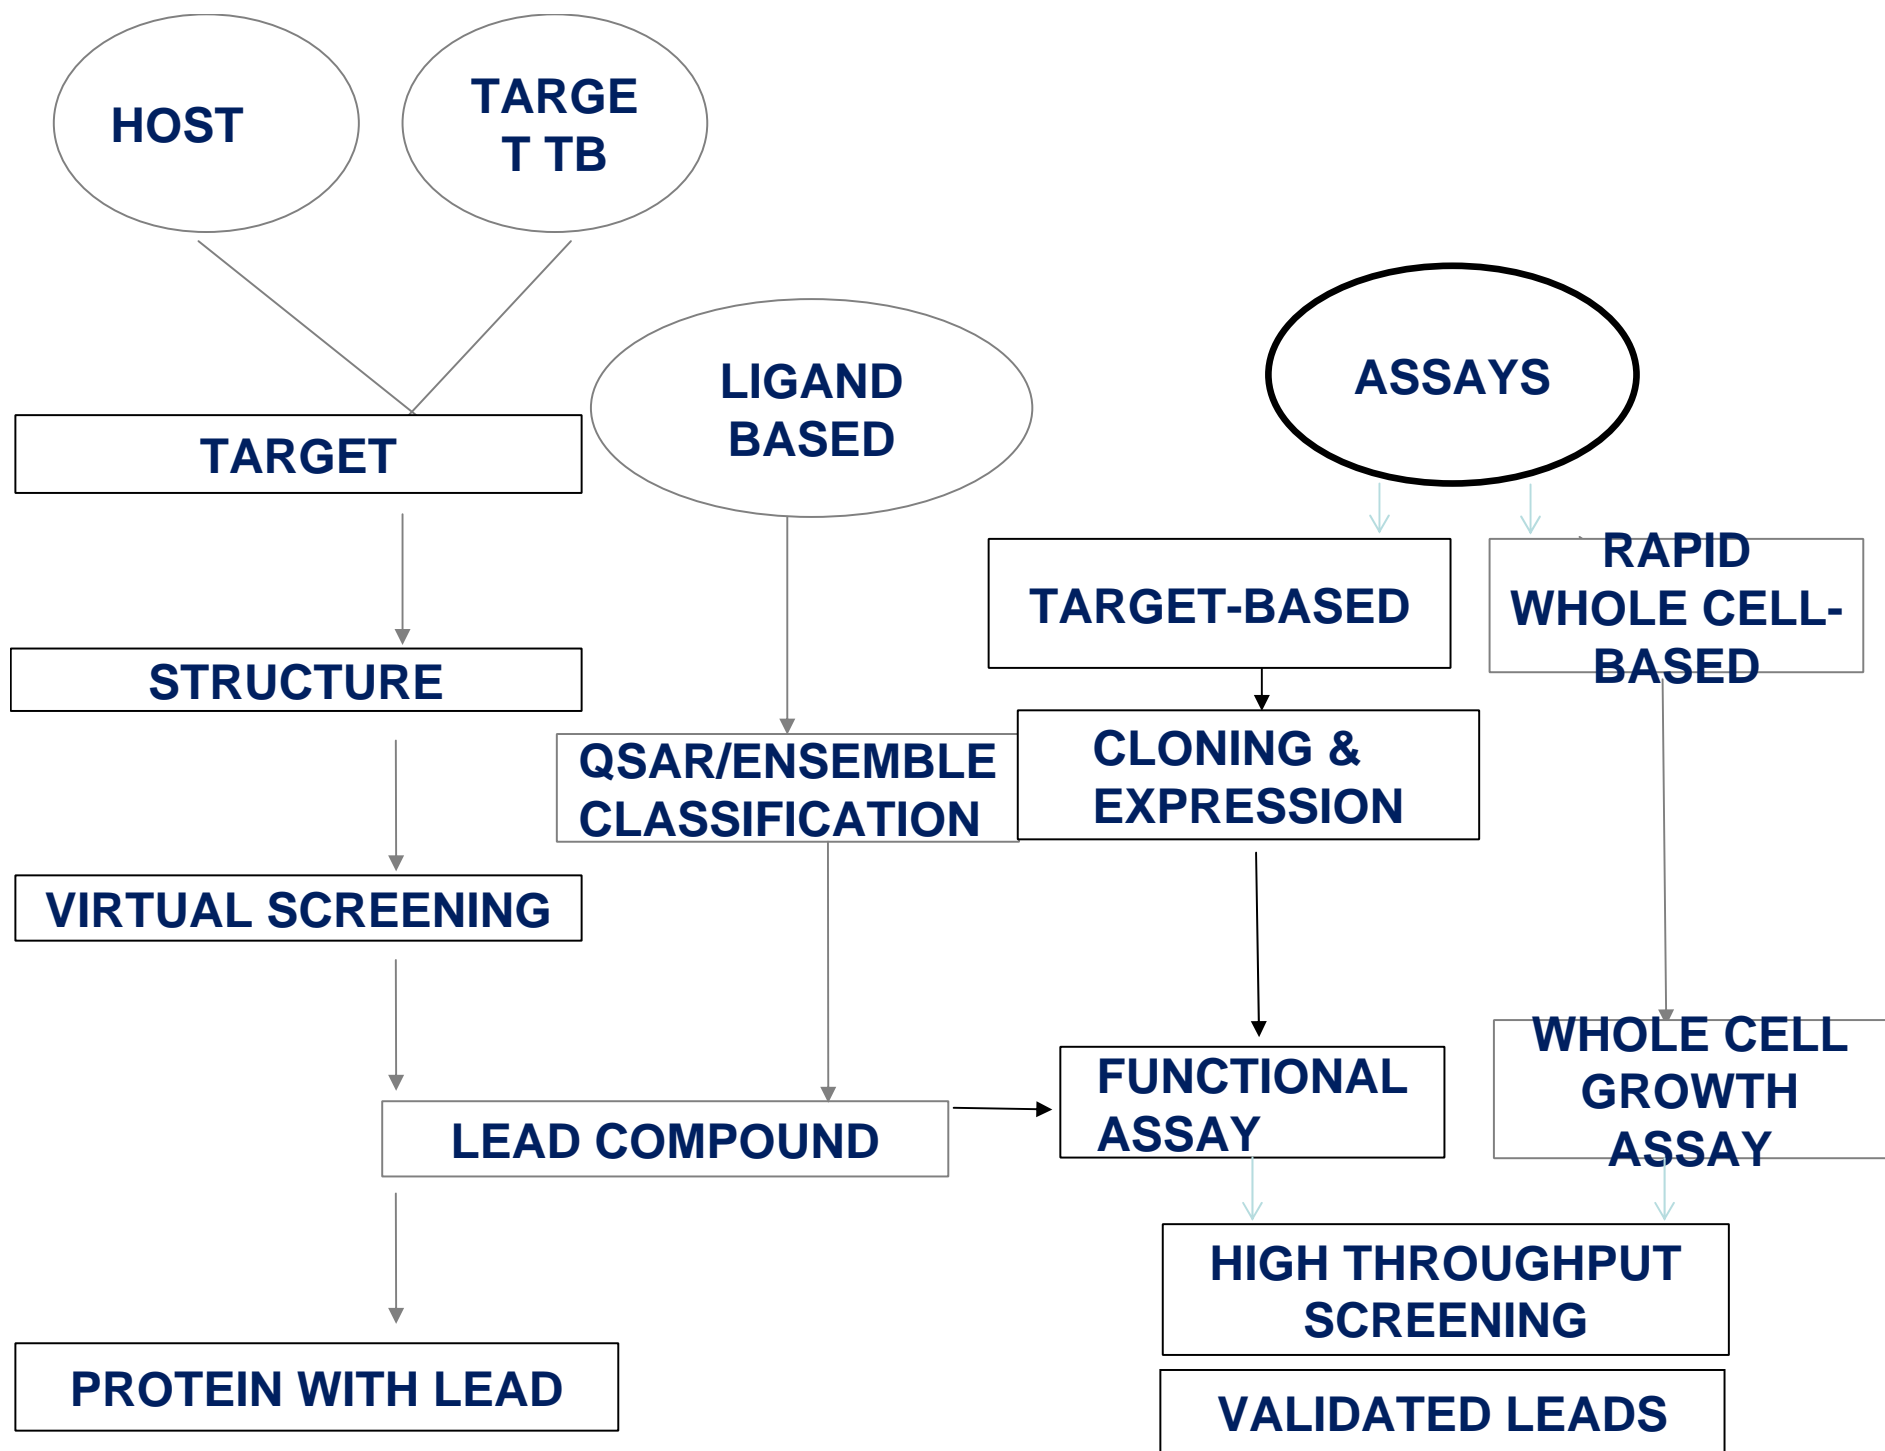 HOST
TARGE
T TB
LIGAND
BASED
ASSAYS
TARGET
TARGET-BASED
RAPID
WHOLE CELL-
BASED
STRUCTURE
QSAR/ENSEMBLE
CLASSIFICATION
CLONING &
EXPRESSION
VIRTUAL SCREENING
LEAD COMPOUND
FUNCTIONAL
ASSAY
WHOLE CELL
GROWTH
ASSAY
HIGH THROUGHPUT
SCREENING
PROTEIN WITH LEAD
VALIDATED LEADS